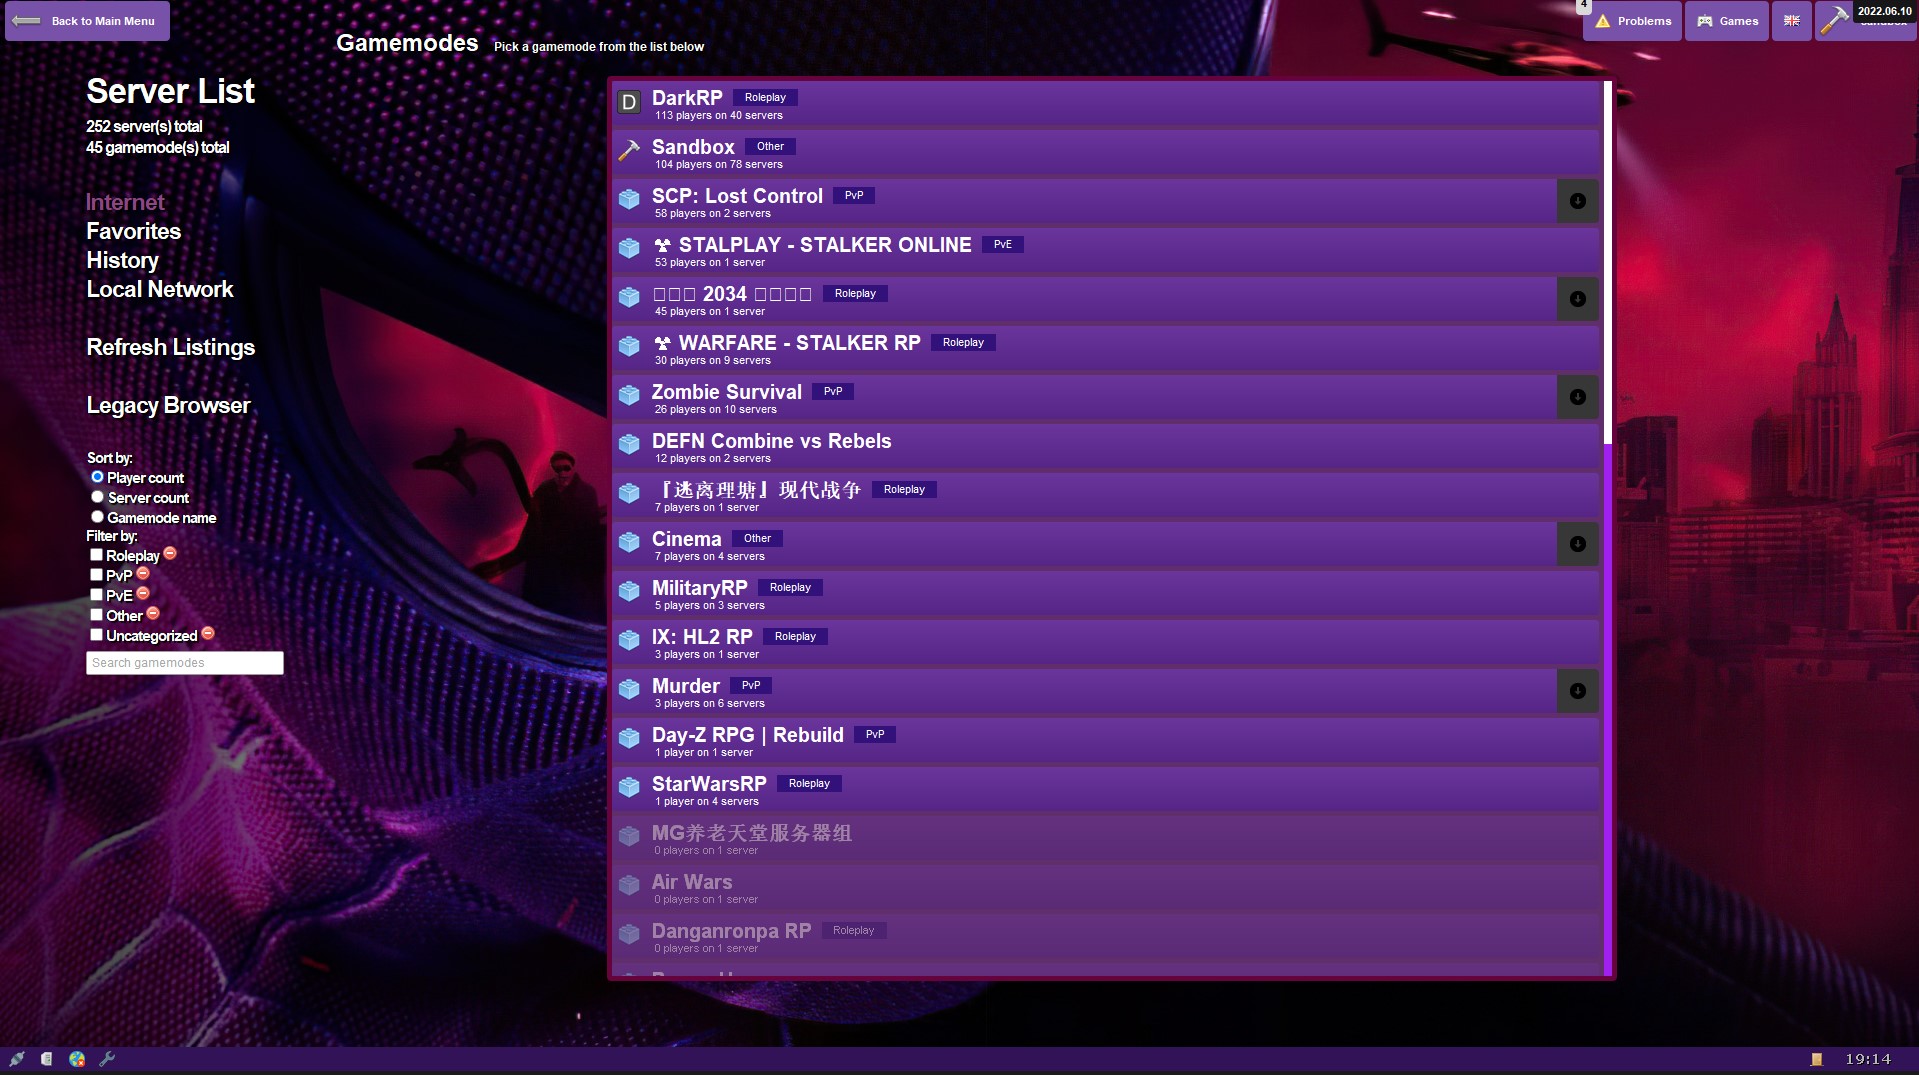 Back to Main Menu
Gamemodes Pick a gamemode from the list below
4
Problems
Games
2022.06.10
Server List
252 server(s) total
45 gamemode(s) total
Internet
Favorites
History
Local Network
Refresh Listings
Legacy Browser
Sort by:
Player count
Server count
Gamemode name
Filter by:
Roleplay
PvP
PvE
Other
Uncategorized
Search gamemodes
D
DarkRP Roleplay
113 players on 40 servers
Sandbox Other
104 players on 78 servers
SCP: Lost Control PvP
58 players on 2 servers
☢ STALPLAY - STALKER ONLINE PvE
53 players on 1 server
2034 Roleplay
45 players on 1 server
☢ WARFARE - STALKER RP Roleplay
30 players on 9 servers
Zombie Survival PvP
26 players on 10 servers
DEFN Combine vs Rebels
12 players on 2 servers
『逃离理塘』现代战争 Roleplay
7 players on 1 server
Cinema Other
7 players on 4 servers
MilitaryRP Roleplay
5 players on 3 servers
IX: HL2 RP Roleplay
3 players on 1 server
Murder PvP
3 players on 6 servers
Day-Z RPG | Rebuild PvP
1 player on 1 server
StarWarsRP Roleplay
1 player on 4 servers
MG养老天堂服务器组
0 players on 1 server
Air Wars
0 players on 1 server
Danganronpa RP Roleplay
0 players on 1 server
19:14